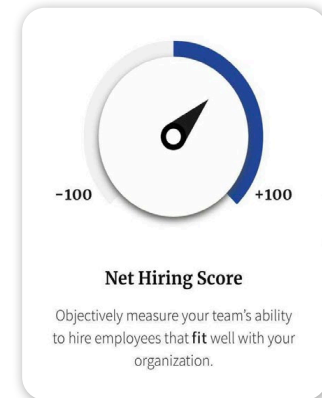 -100 +100
Net Hiring Score
Objectively measure your team's ability
to hire employees that fit well with your
organization.